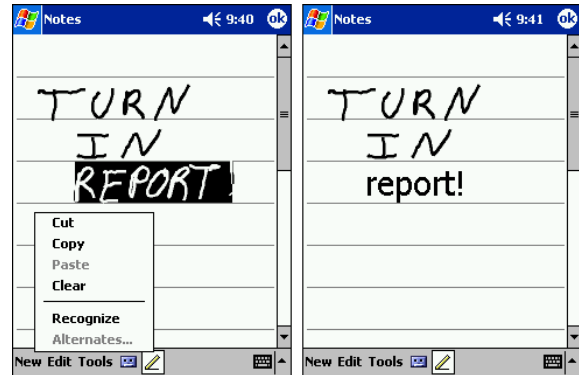 Notes 9:40 ok
TURN
IN
REPORT!
Cut
Copy
Paste
Clear
Recognize
Alternates...
New Edit Tools
Notes 9:41 ok
TURN
IN
report!
New Edit Tools